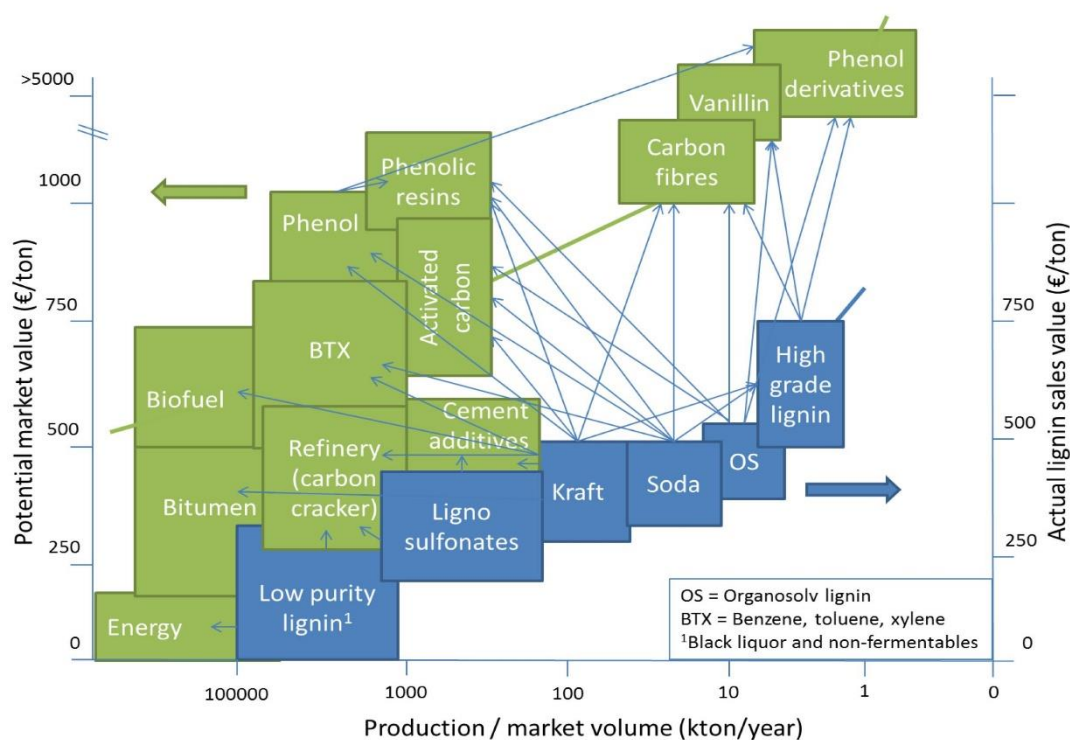 >5000
1000
750
500
250
0
Potential market value (€/ton)
Phenol
derivatives
Vanillin
Carbon
fibres
Phenolic
resins
Phenol
Activated
carbon
BTX
Biofuel
Cement
additives
Refinery
(carbon
cracker)
Bitumen
Energy
High
grade
lignin
OS
Soda
Kraft
Ligno
sulfonates
Low purity
lignin¹
750
500
250
0
Actual lignin sales value (€/ton)
OS = Organosolv lignin
BTX = Benzene, toluene, xylene
¹Black liquor and non-fermentables
100000
1000
100
10
1
0
Production / market volume (kton/year)